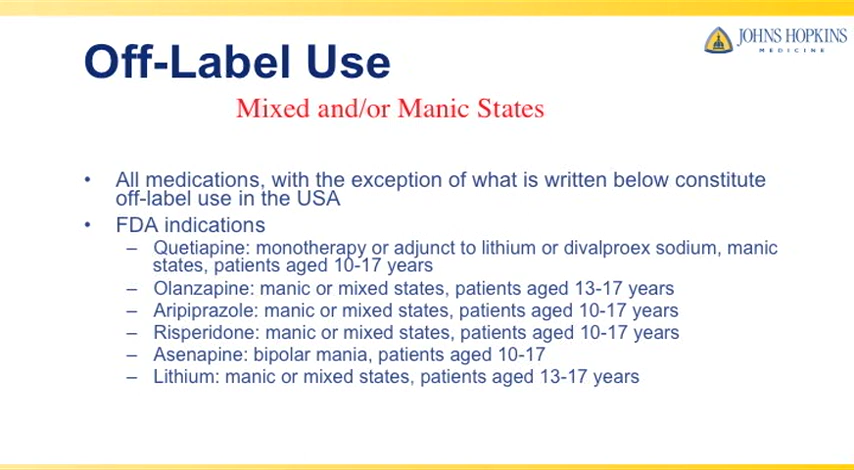 JOHNS HOPKINS
MEDICINE
Off-Label Use
Mixed and/or Manic States
• All medications, with the exception of what is written below constitute
off-label use in the USA
• FDA indications
– Quetiapine: monotherapy or adjunct to lithium or divalproex sodium, manic
states, patients aged 10-17 years
– Olanzapine: manic or mixed states, patients aged 13-17 years
– Aripiprazole: manic or mixed states, patients aged 10-17 years
– Risperidone: manic or mixed states, patients aged 10-17 years
– Asenapine: bipolar mania, patients aged 10-17
– Lithium: manic or mixed states, patients aged 13-17 years